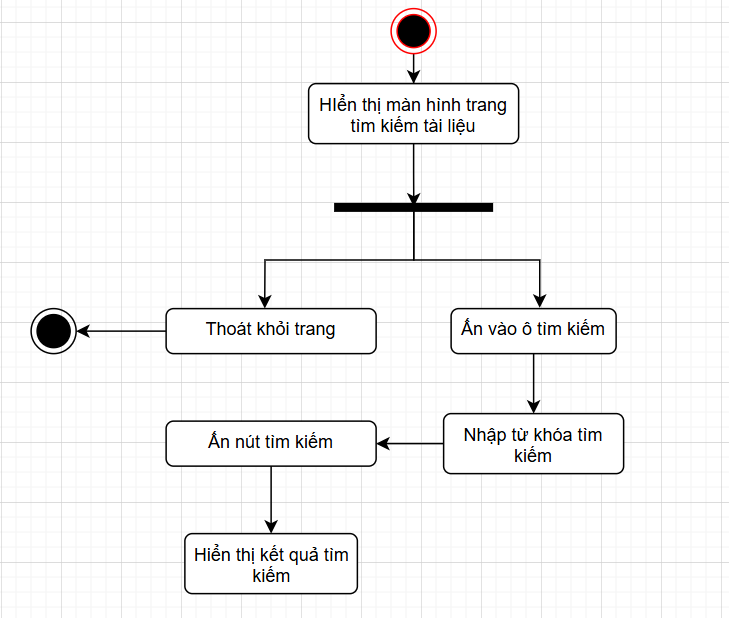 HIển thị màn hình trang
tìm kiếm tài liệu
Thoát khỏi trang
Ấn vào ô tìm kiếm
Nhập từ khóa tìm
kiếm
Ấn nút tìm kiếm
Hiển thị kết quả tìm
kiếm